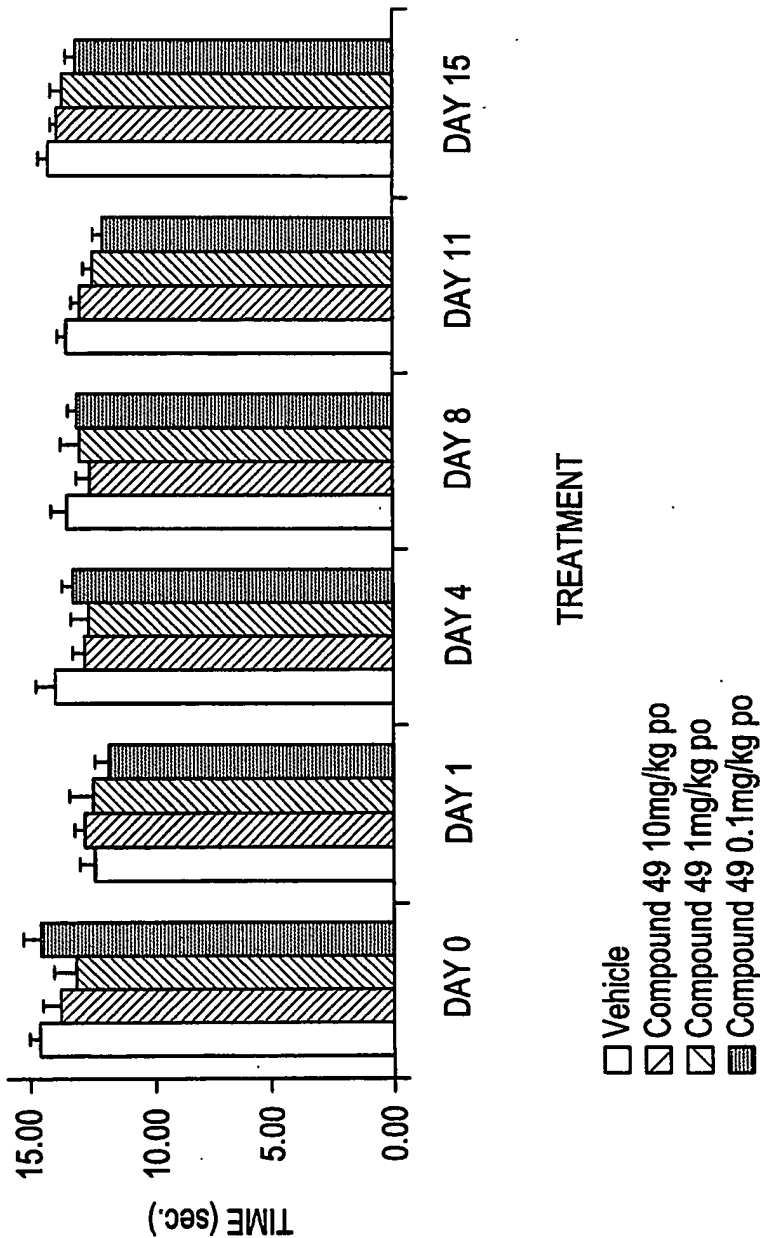 TIME (sec.)
15.00
10.00
5.00
0.00
DAY 0
DAY 1
DAY 4
DAY 8
DAY 11
DAY 15
TREATMENT
Vehicle
Compound 49 10mg/kg po
Compound 49 1mg/kg po
Compound 49 0.1mg/kg po